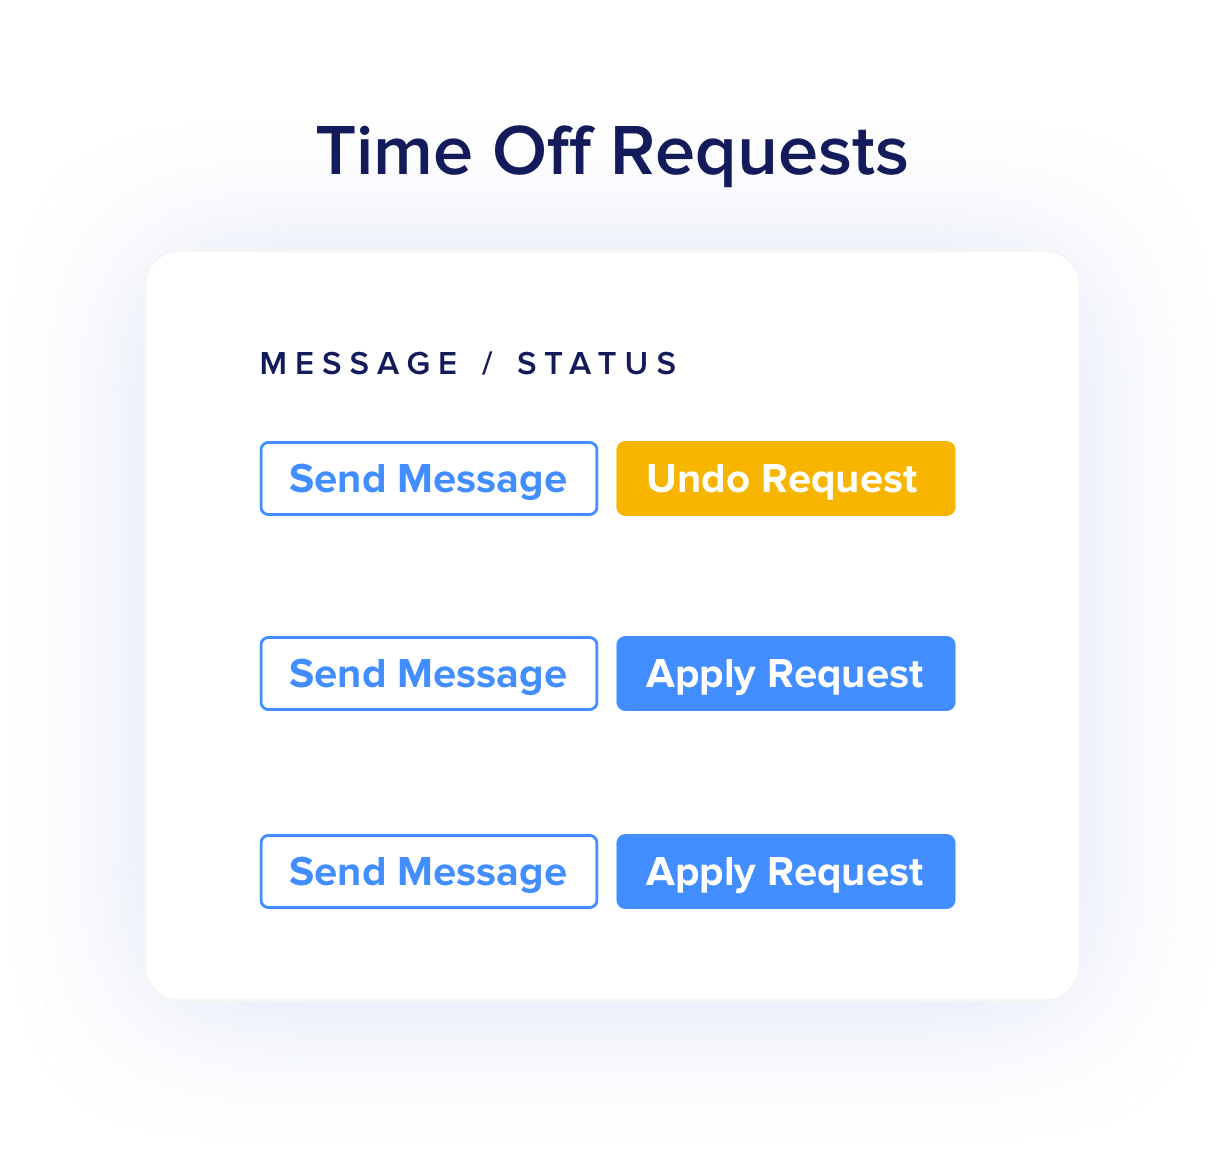 Time Off Requests
MESSAGE / STATUS
Send Message Undo Request
Send Message Apply Request
Send Message Apply Request